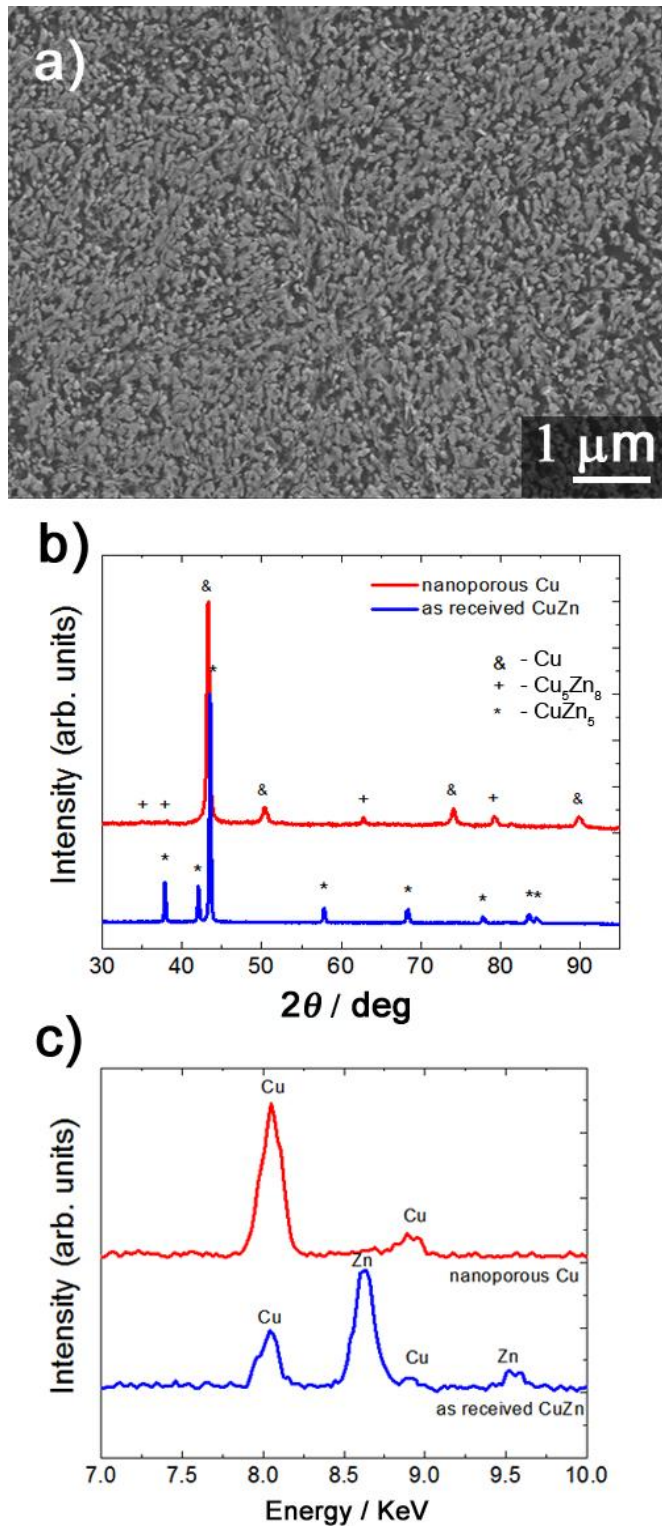 a)
1 μm
b)
Intensity (arb. units)
&
nanoporous Cu
as received CuZn
*
& - Cu
+ - Cu₅Zn₈
* - CuZn₅
+ + & + & + &
* * * * * * *
30 40 50 60 70 80 90
2θ / deg
c)
Intensity (arb. units)
Cu
Cu
nanoporous Cu
Zn
Cu
Cu
Zn
as received CuZn
7.0 7.5 8.0 8.5 9.0 9.5 10.0
Energy / KeV